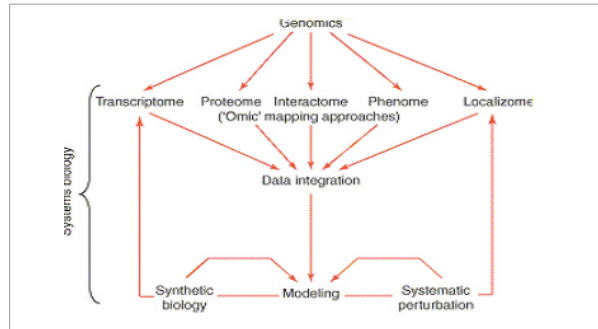 Genomics
Transcriptome Proteome Interactome Phenome Localizome
('Omic' mapping approaches)
Data integration
Systems biology
Synthetic biology
Modeling
Systematic perturbation